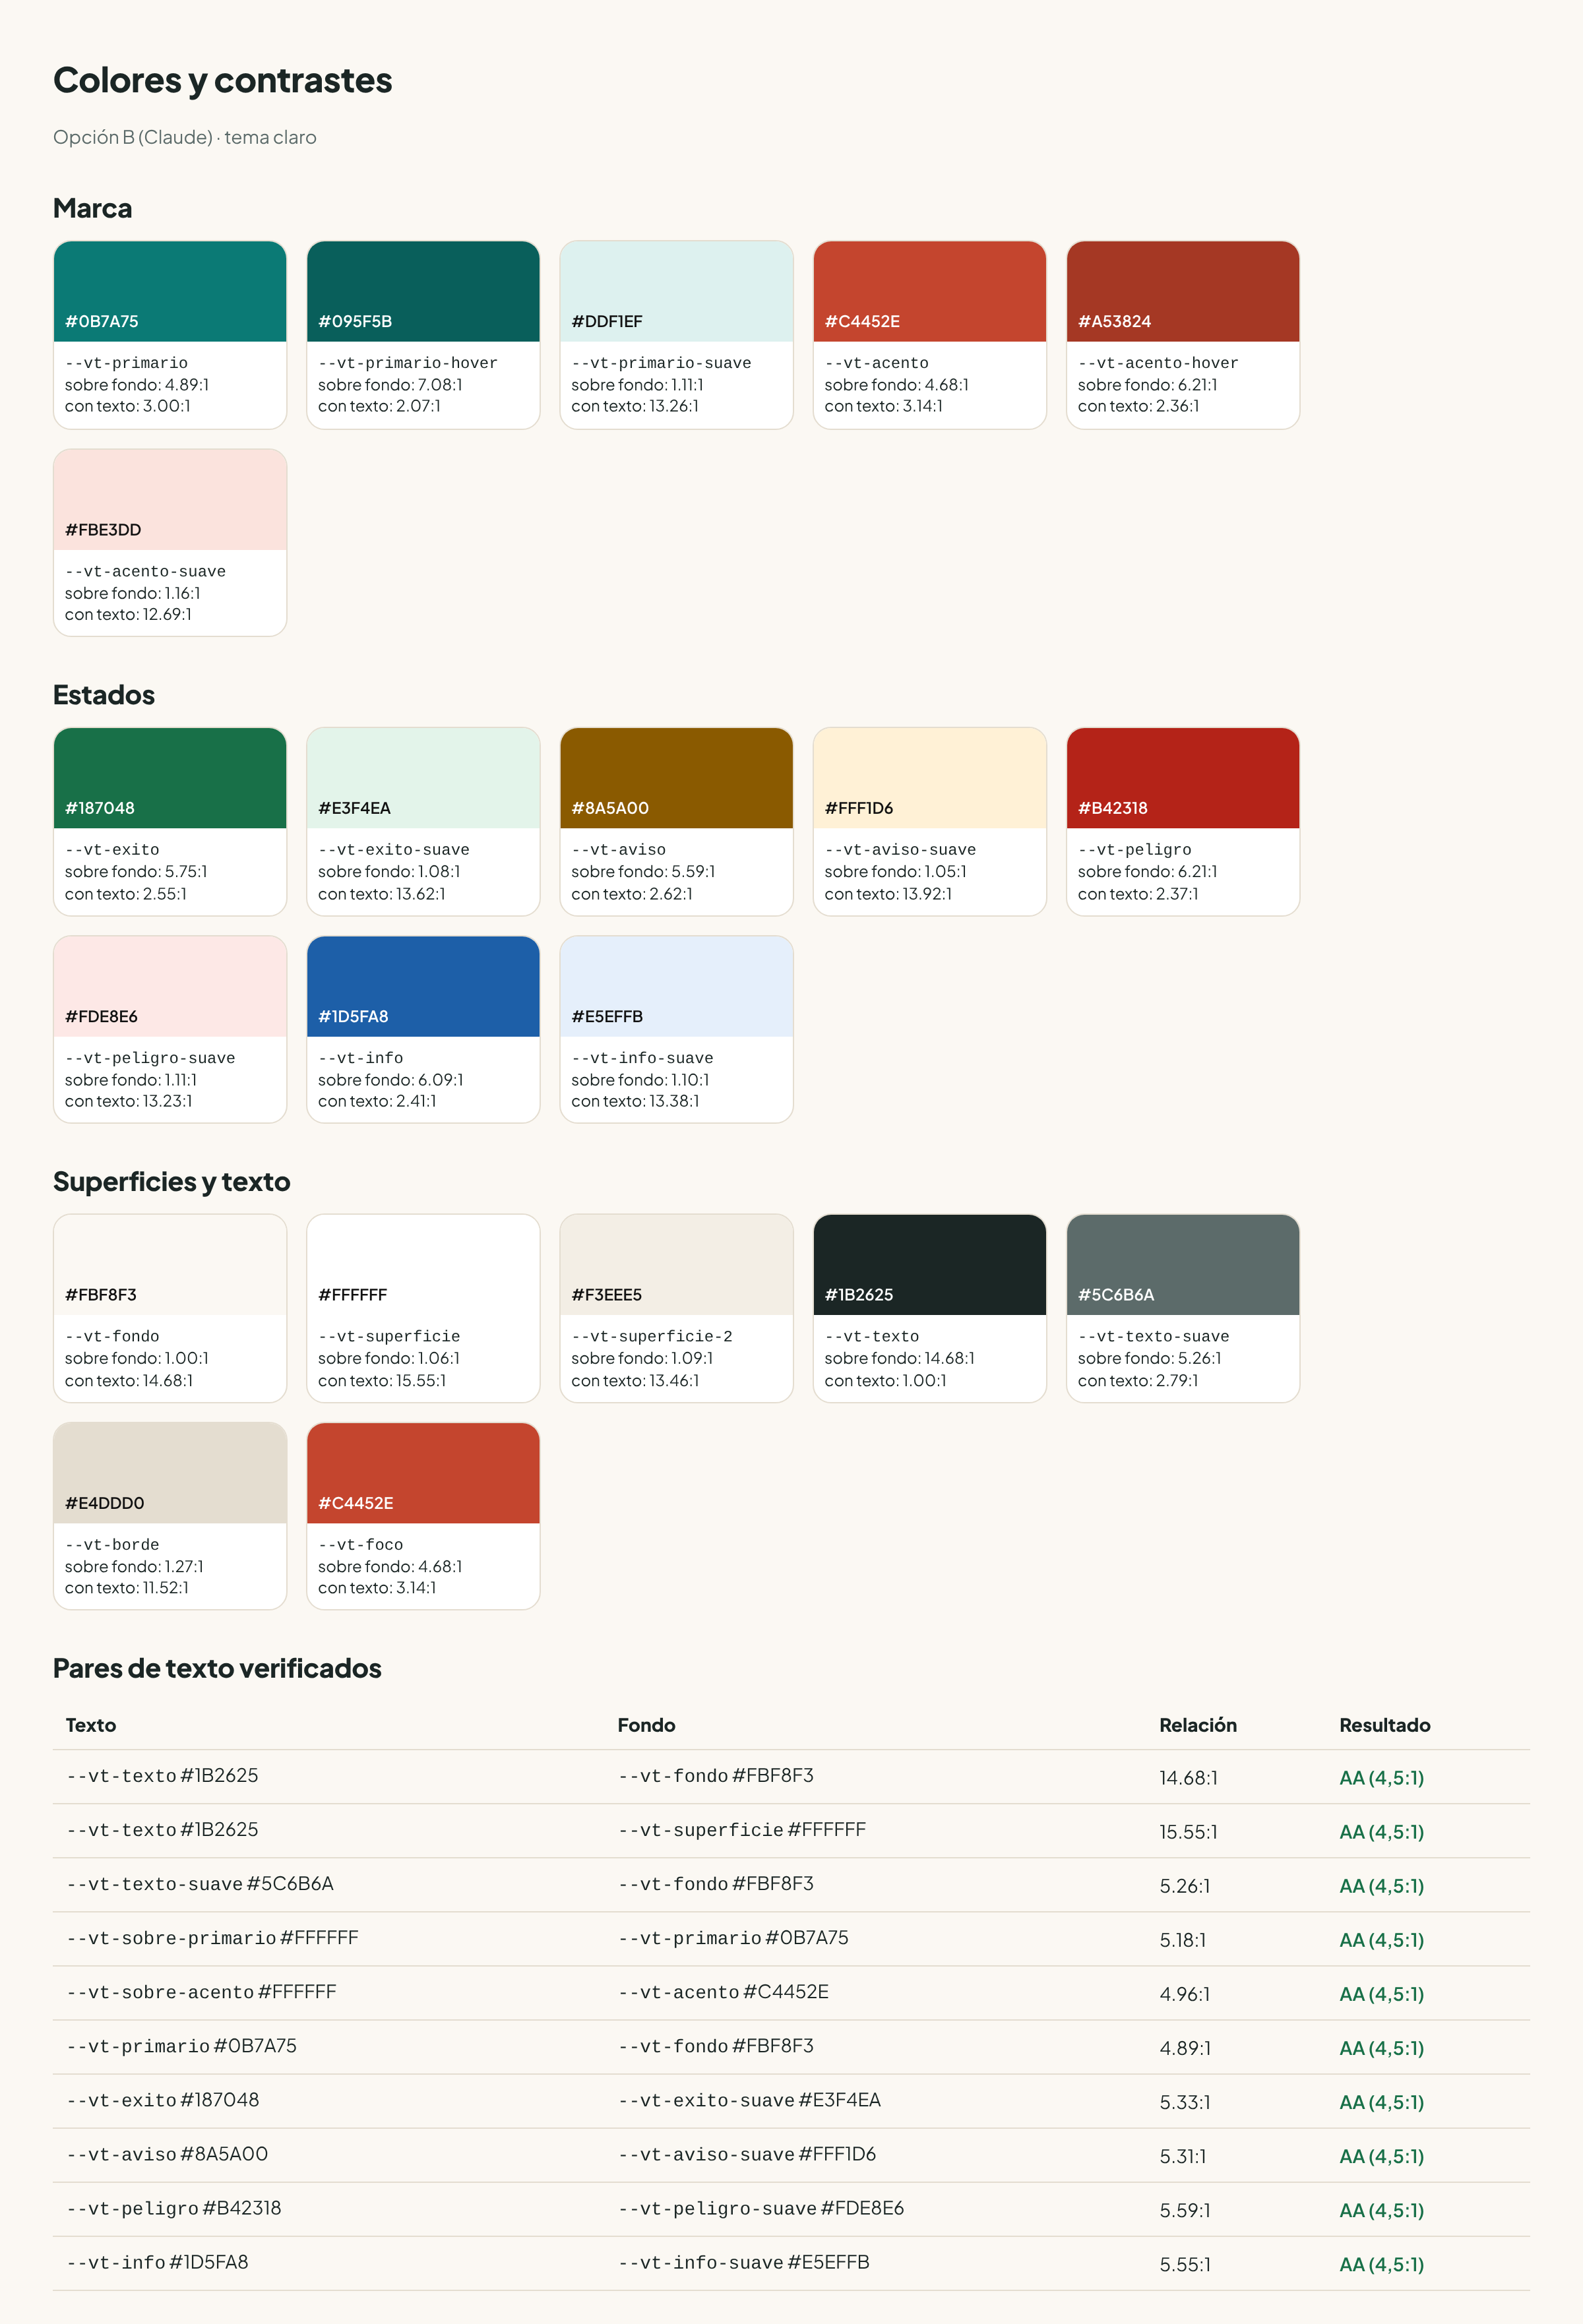 Colores y contrastes
Opción B (Claude) · tema claro
Marca
#0B7A75
--vt-primario
sobre fondo: 4.89:1
con texto: 3.00:1
#095F5B
--vt-primario-hover
sobre fondo: 7.08:1
con texto: 2.07:1
#DDF1EF
--vt-primario-suave
sobre fondo: 1.11:1
con texto: 13.26:1
#C4452E
--vt-acento
sobre fondo: 4.68:1
con texto: 3.14:1
#A53824
--vt-acento-hover
sobre fondo: 6.21:1
con texto: 2.36:1
#FBE3DD
--vt-acento-suave
sobre fondo: 1.16:1
con texto: 12.69:1
Estados
#187048
--vt-exito
sobre fondo: 5.75:1
con texto: 2.55:1
#E3F4EA
--vt-exito-suave
sobre fondo: 1.08:1
con texto: 13.62:1
#8A5A00
--vt-aviso
sobre fondo: 5.59:1
con texto: 2.62:1
#FFF1D6
--vt-aviso-suave
sobre fondo: 1.05:1
con texto: 13.92:1
#B42318
--vt-peligro
sobre fondo: 6.21:1
con texto: 2.37:1
#FDE8E6
--vt-peligro-suave
sobre fondo: 1.11:1
con texto: 13.23:1
#1D5FA8
--vt-info
sobre fondo: 6.09:1
con texto: 2.41:1
#E5EFFB
--vt-info-suave
sobre fondo: 1.10:1
con texto: 13.38:1
Superficies y texto
#FBF8F3
--vt-fondo
sobre fondo: 1.00:1
con texto: 14.68:1
#FFFFFF
--vt-superficie
sobre fondo: 1.06:1
con texto: 15.55:1
#F3EEE5
--vt-superficie-2
sobre fondo: 1.09:1
con texto: 13.46:1
#1B2625
--vt-texto
sobre fondo: 14.68:1
con texto: 1.00:1
#5C6B6A
--vt-texto-suave
sobre fondo: 5.26:1
con texto: 2.79:1
#E4DDD0
--vt-borde
sobre fondo: 1.27:1
con texto: 11.52:1
#C4452E
--vt-foco
sobre fondo: 4.68:1
con texto: 3.14:1
Pares de texto verificados
Texto Fondo Relación Resultado
--vt-texto #1B2625 --vt-fondo #FBF8F3 14.68:1 AA (4,5:1)
--vt-texto #1B2625 --vt-superficie #FFFFFF 15.55:1 AA (4,5:1)
--vt-texto-suave #5C6B6A --vt-fondo #FBF8F3 5.26:1 AA (4,5:1)
--vt-sobre-primario #FFFFFF --vt-primario #0B7A75 5.18:1 AA (4,5:1)
--vt-sobre-acento #FFFFFF --vt-acento #C4452E 4.96:1 AA (4,5:1)
--vt-primario #0B7A75 --vt-fondo #FBF8F3 4.89:1 AA (4,5:1)
--vt-exito #187048 --vt-exito-suave #E3F4EA 5.33:1 AA (4,5:1)
--vt-aviso #8A5A00 --vt-aviso-suave #FFF1D6 5.31:1 AA (4,5:1)
--vt-peligro #B42318 --vt-peligro-suave #FDE8E6 5.59:1 AA (4,5:1)
--vt-info #1D5FA8 --vt-info-suave #E5EFFB 5.55:1 AA (4,5:1)